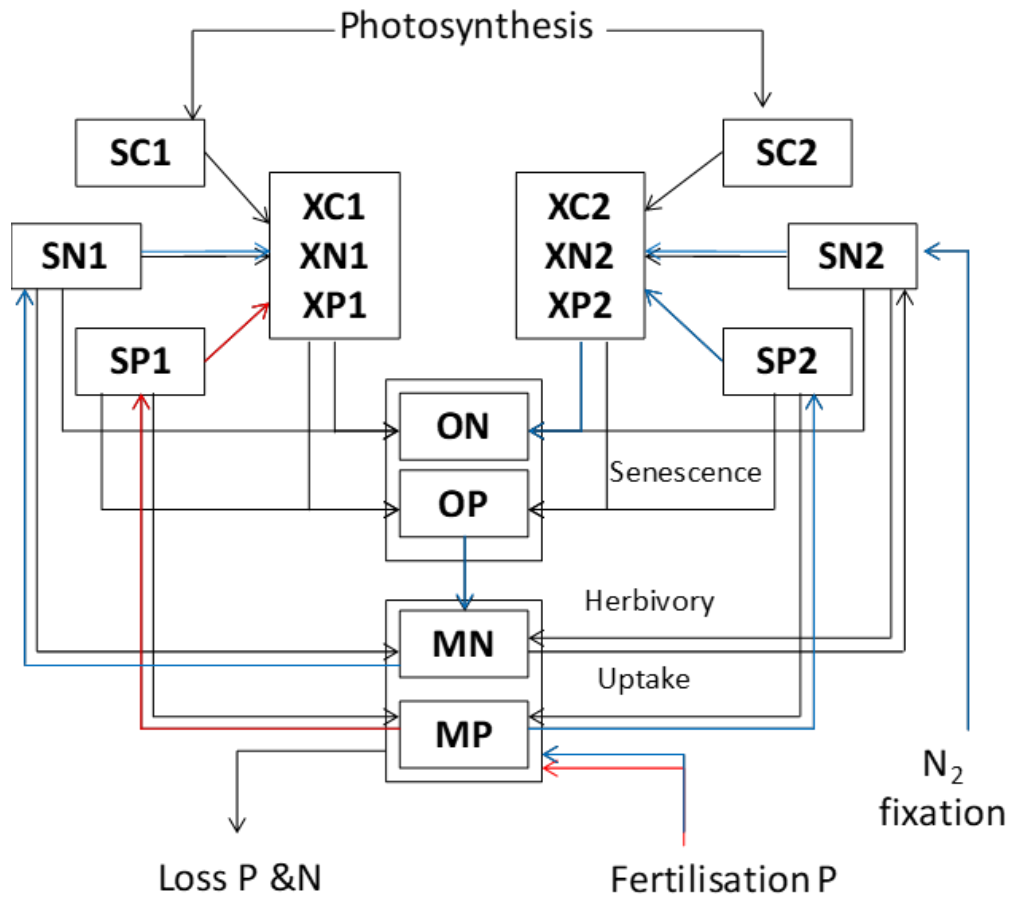 Photosynthesis
SC1
SC2
XC1
XN1
XP1
XC2
XN2
XP2
SN1
SN2
SP1
SP2
ON
OP
Senescence
Herbivory
MN
Uptake
MP
N₂
fixation
Loss P &N
Fertilisation P